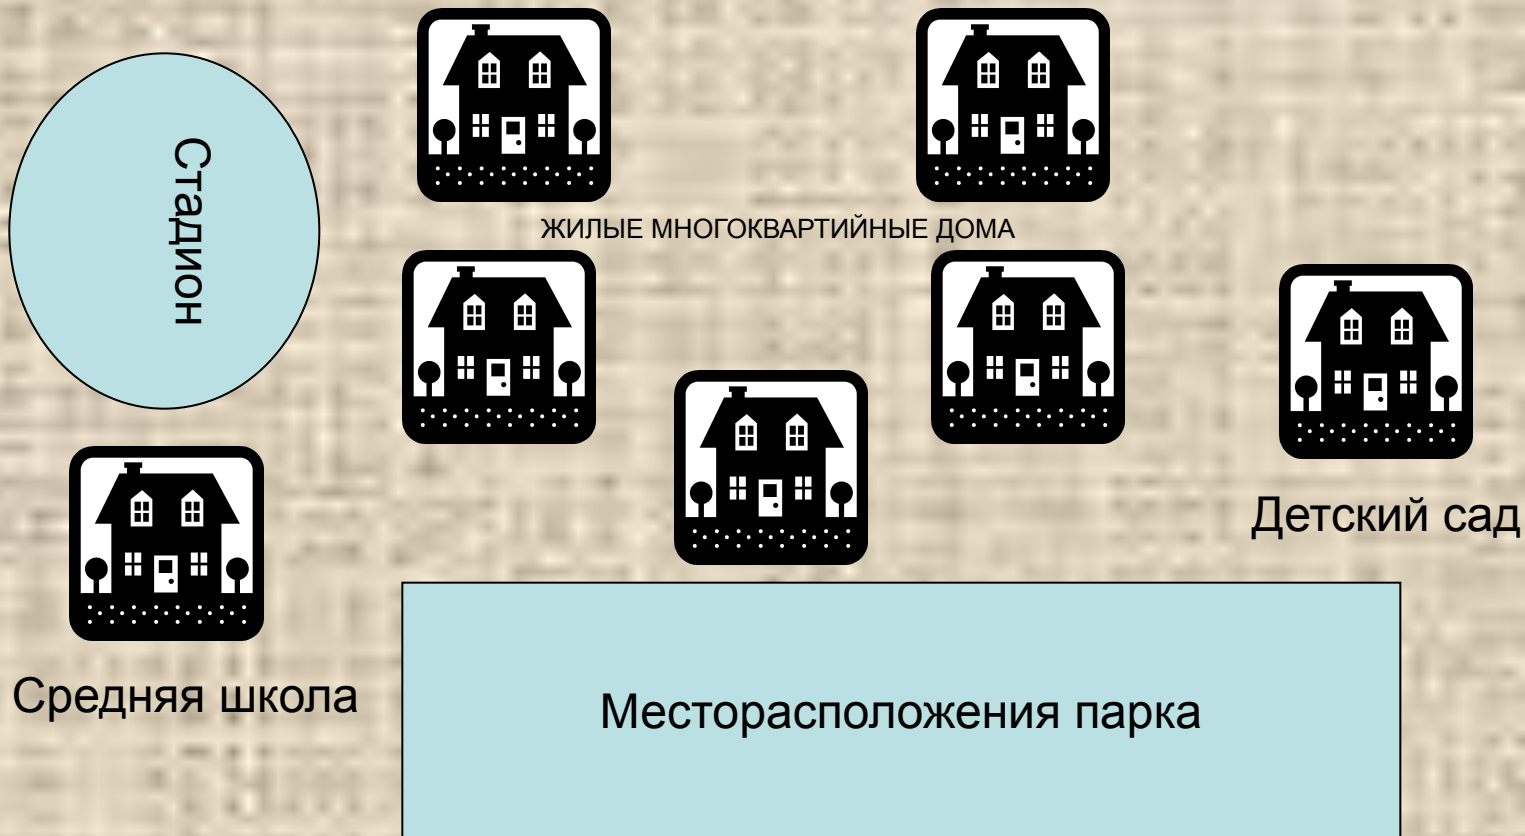 Стадион
ЖИЛЫЕ МНОГОКВАРТИЙНЫЕ ДОМА
Детский сад
Средняя школа
Месторасположения парка